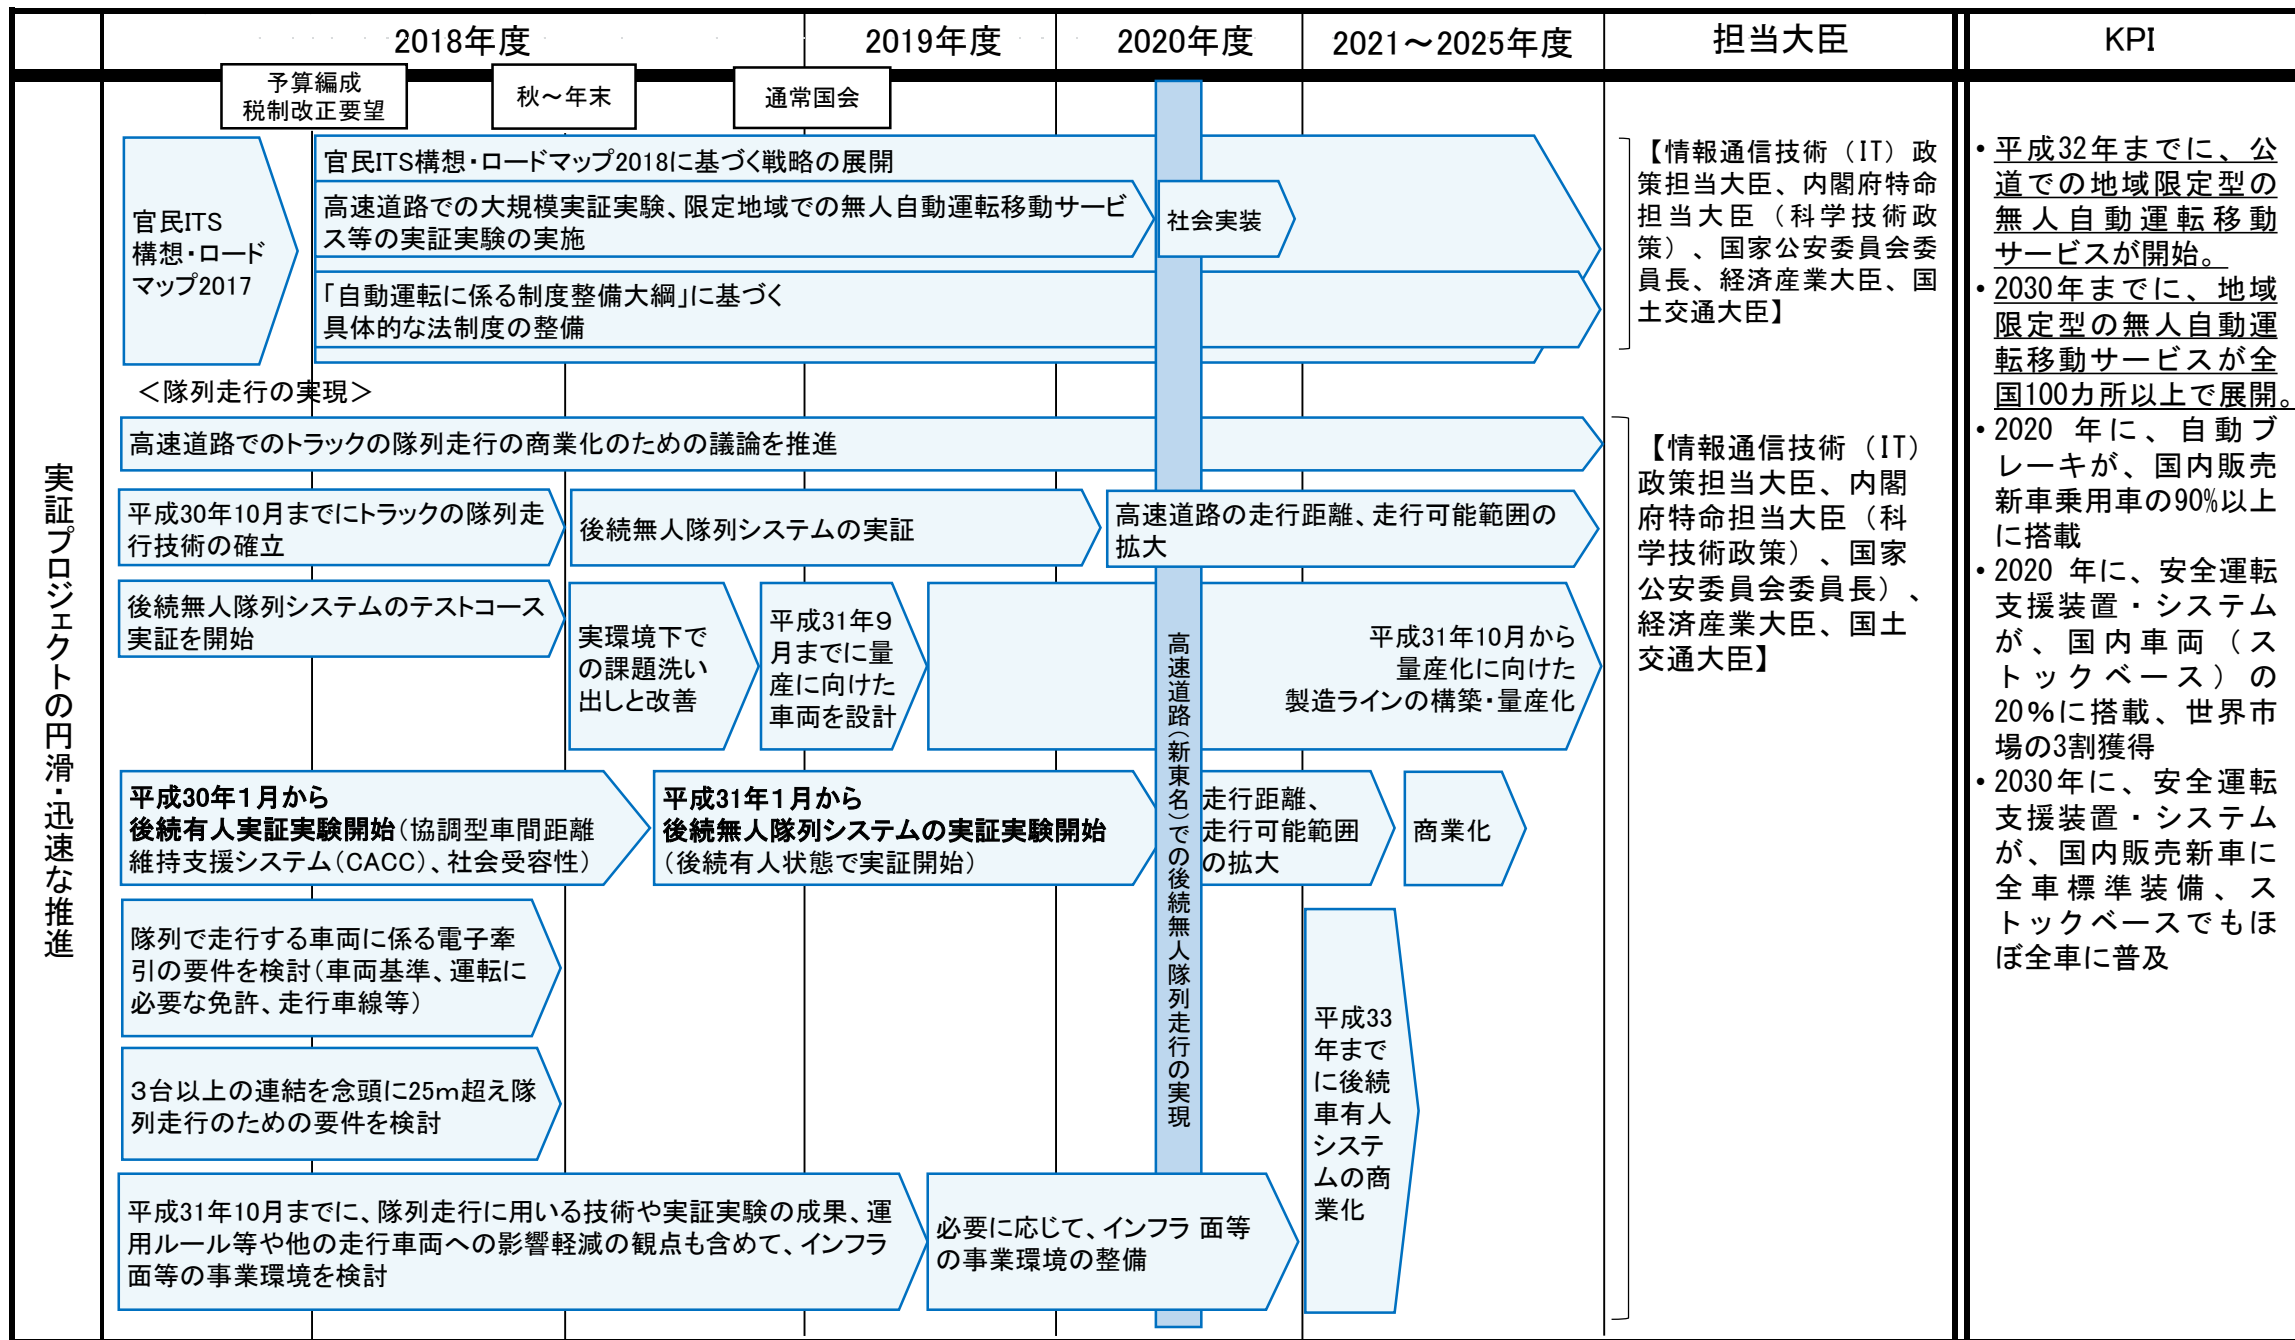 2018年度
2019年度
2020年度
2021～2025年度
担当大臣
KPI
予算編成
税制改正要望
秋～年末
通常国会
実証プロジェクトの円滑・迅速な推進
官民ITS
構想・ロード
マップ2017
官民ITS構想・ロードマップ2018に基づく戦略の展開
高速道路での大規模実証実験、限定地域での無人自動運転移動サービ
ス等の実証実験の実施
社会実装
「自動運転に係る制度整備大綱」に基づく
具体的な法制度の整備
＜隊列走行の実現＞
高速道路でのトラックの隊列走行の商業化のための議論を推進
平成30年10月までにトラックの隊列走
行技術の確立
後続無人隊列システムの実証
高速道路の走行距離、走行可能範囲の
拡大
後続無人隊列システムのテストコース
実証を開始
実環境下で
の課題洗い
出しと改善
平成31年９
月までに量
産に向けた
車両を設計
平成31年10月から
量産化に向けた
製造ラインの構築・量産化
高速道路（新東名）での後続無人隊列走行の実現
平成30年１月から
後続有人実証実験開始（協調型車間距離
維持支援システム（CACC）、社会受容性）
平成31年１月から
後続無人隊列システムの実証実験開始
（後続有人状態で実証開始）
走行距離、
走行可能範囲
の拡大
商業化
隊列で走行する車両に係る電子牽
引の要件を検討（車両基準、運転に
必要な免許、走行車線等）
３台以上の連結を念頭に25m超え隊
列走行のための要件を検討
平成33
年まで
に後続
車有人
システ
ムの商
業化
平成31年10月までに、隊列走行に用いる技術や実証実験の成果、運
用ルール等や他の走行車両への影響軽減の観点も含めて、インフラ
面等の事業環境を検討
必要に応じて、インフラ 面等
の事業環境の整備
【情報通信技術（IT）政
策担当大臣、内閣府特命
担当大臣（科学技術政
策）、国家公安委員会委
員長、経済産業大臣、国
土交通大臣】
【情報通信技術（IT）
政策担当大臣、内閣
府特命担当大臣（科
学技術政策）、国家
公安委員会委員長）、
経済産業大臣、国土
交通大臣】
・平成32年までに、公
道での地域限定型の
無人自動運転移動
サービスが開始。
・2030年までに、地域
限定型の無人自動運
転移動サービスが全
国100カ所以上で展開。
・2020 年に、自動ブ
レーキが、国内販売
新車乗用車の90%以上
に搭載
・2020 年に、安全運転
支援装置・システム
が、国内車両（ス
トックベース）の
20％に搭載、世界市
場の3割獲得
・2030年に、安全運転
支援装置・システム
が、国内販売新車に
全車標準装備、ス
トックベースでもほ
ぼ全車に普及